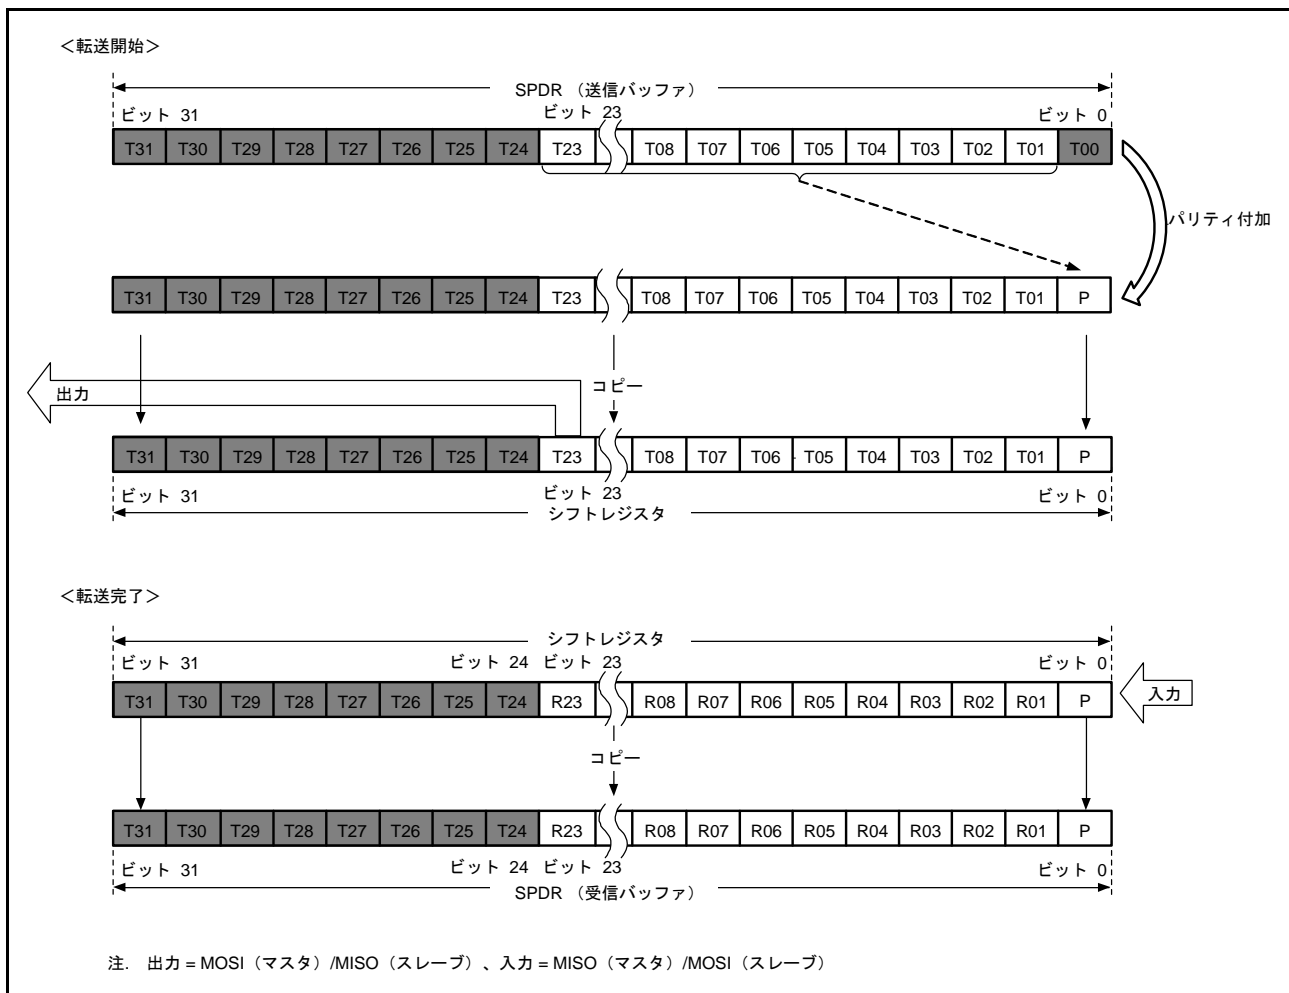 ＜転送開始＞
SPDR （送信バッファ）
ビット 31 ビット 23 ビット 0
T31 T30 T29 T28 T27 T26 T25 T24 T23 T08 T07 T06 T05 T04 T03 T02 T01 T00
パリティ付加
T31 T30 T29 T28 T27 T26 T25 T24 T23 T08 T07 T06 T05 T04 T03 T02 T01 P
出力 コピー
T31 T30 T29 T28 T27 T26 T25 T24 T23 T08 T07 T06 T05 T04 T03 T02 T01 P
ビット 31 ビット 23 ビット 0
シフトレジスタ
＜転送完了＞
シフトレジスタ
ビット 31 ビット 24 ビット 23 ビット 0
T31 T30 T29 T28 T27 T26 T25 T24 R23 R08 R07 R06 R05 R04 R03 R02 R01 P 入力
コピー
T31 T30 T29 T28 T27 T26 T25 T24 R23 R08 R07 R06 R05 R04 R03 R02 R01 P
ビット 31 ビット 24 ビット 23 ビット 0
SPDR （受信バッファ）
注. 出力 = MOSI（マスタ）/MISO（スレーブ）、入力 = MISO（マスタ）/MOSI（スレーブ）